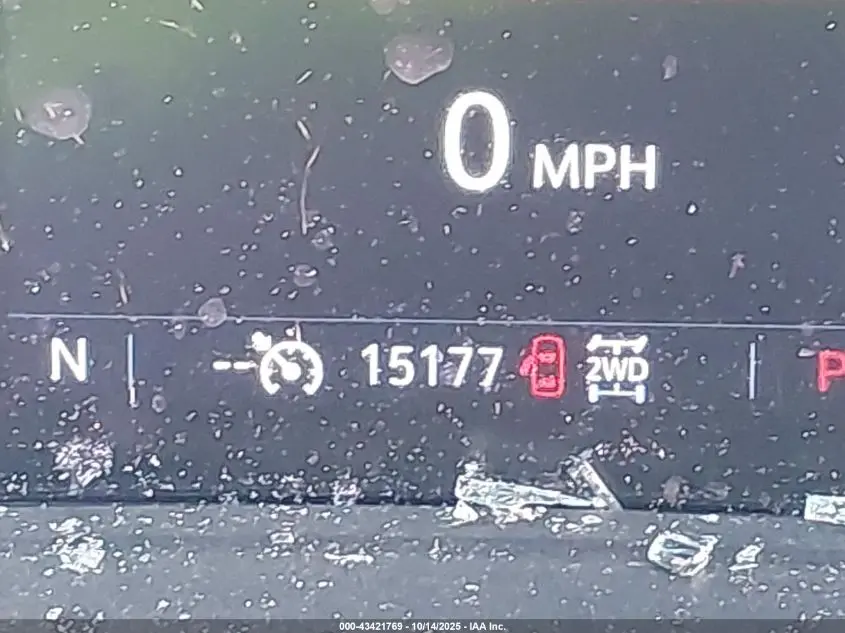 0 MPH
N -- 15177 2WD P
000-43421769 - 10/14/2025 - IAA Inc.